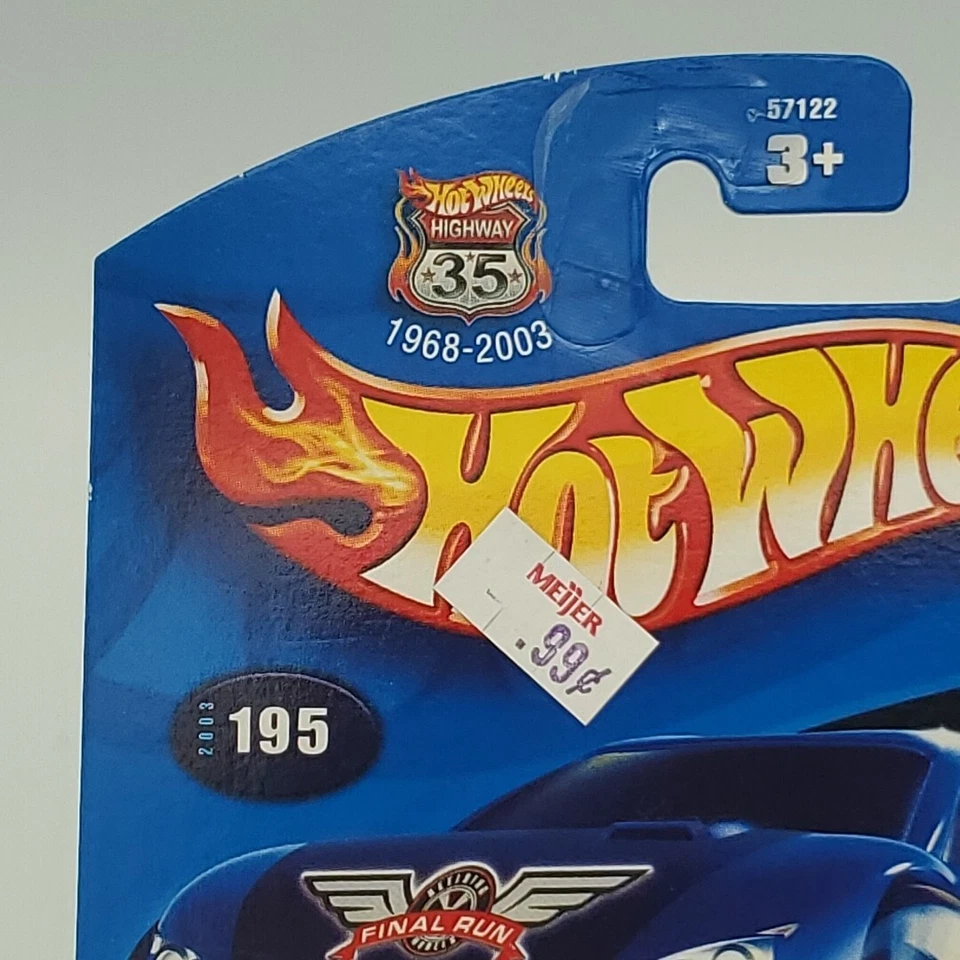 57122
3+
HOT WHEELS
HIGHWAY
35
1968-2003
HOT WHE
MEIJER
.99¢
2003
195
FINAL RUN